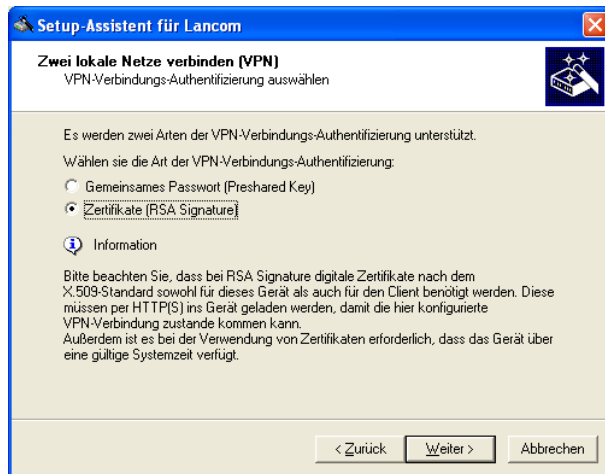 Setup-Assistent für Lancom
Zwei lokale Netze verbinden (VPN)
VPN-Verbindungs-Authentifizierung auswählen
Es werden zwei Arten der VPN-Verbindungs-Authentifizierung unterstützt.
Wählen sie die Art der VPN-Verbindungs-Authentifizierung:
Gemeinsames Passwort (Preshared Key)
Zertifikate (RSA Signature)
Information
Bitte beachten Sie, dass bei RSA Signature digitale Zertifikate nach dem
X.509-Standard sowohl für dieses Gerät als auch für den Client benötigt werden. Diese
müssen per HTTP(S) ins Gerät geladen werden, damit die hier konfigurierte
VPN-Verbindung zustande kommen kann.
Außerdem ist es bei der Verwendung von Zertifikaten erforderlich, dass das Gerät über
eine gültige Systemzeit verfügt.
< Zurück Weiter > Abbrechen